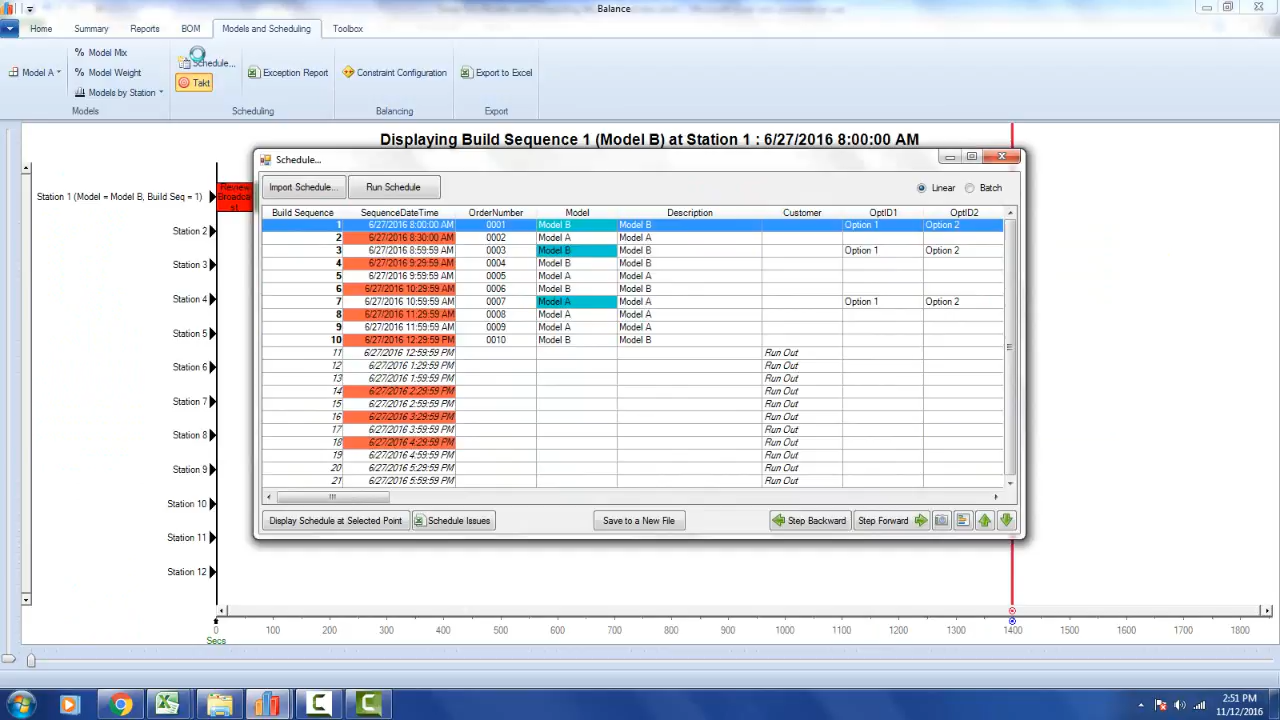 Balance
Home Summary Reports BOM Models and Scheduling Toolbox
Model A
% Model Mix
% Model Weight
Models by Station
Models
Schedule...
Takt
Exception Report
Scheduling
Constraint Configuration
Balancing
Export to Excel
Export
Displaying Build Sequence 1 (Model B) at Station 1 : 6/27/2016 8:00:00 AM
Station 1 (Model = Model B, Build Seq = 1)
Review
Broadca
st
Station 2
Station 3
Station 4
Station 5
Station 6
Station 7
Station 8
Station 9
Station 10
Station 11
Station 12
Schedule...
Import Schedule... Run Schedule Linear Batch
Build Sequence SequenceDateTime OrderNumber Model Description Customer OptID1 OptID2
1 6/27/2016 8:00:00 AM 0001 Model B Model B Option 1 Option 2
2 6/27/2016 8:30:00 AM 0002 Model A Model A
3 6/27/2016 8:59:59 AM 0003 Model B Model B Option 1 Option 2
4 6/27/2016 9:29:59 AM 0004 Model B Model B
5 6/27/2016 9:59:59 AM 0005 Model A Model A
6 6/27/2016 10:29:59 AM 0006 Model B Model B
7 6/27/2016 10:59:59 AM 0007 Model A Model A Option 1 Option 2
8 6/27/2016 11:29:59 AM 0008 Model A Model A
9 6/27/2016 11:59:59 AM 0009 Model A Model A
10 6/27/2016 12:29:59 PM 0010 Model B Model B
11 6/27/2016 12:59:59 PM Run Out
12 6/27/2016 1:29:59 PM Run Out
13 6/27/2016 1:59:59 PM Run Out
14 6/27/2016 2:29:59 PM Run Out
15 6/27/2016 2:59:59 PM Run Out
16 6/27/2016 3:29:59 PM Run Out
17 6/27/2016 3:59:59 PM Run Out
18 6/27/2016 4:29:59 PM Run Out
19 6/27/2016 4:59:59 PM Run Out
20 6/27/2016 5:29:59 PM Run Out
21 6/27/2016 5:59:59 PM Run Out
Display Schedule at Selected Point Schedule Issues Save to a New File Step Backward Step Forward
0 100 200 300 400 500 600 700 800 900 1000 1100 1200 1300 1400 1500 1600 1700 1800
Secs
2:51 PM
11/12/2016